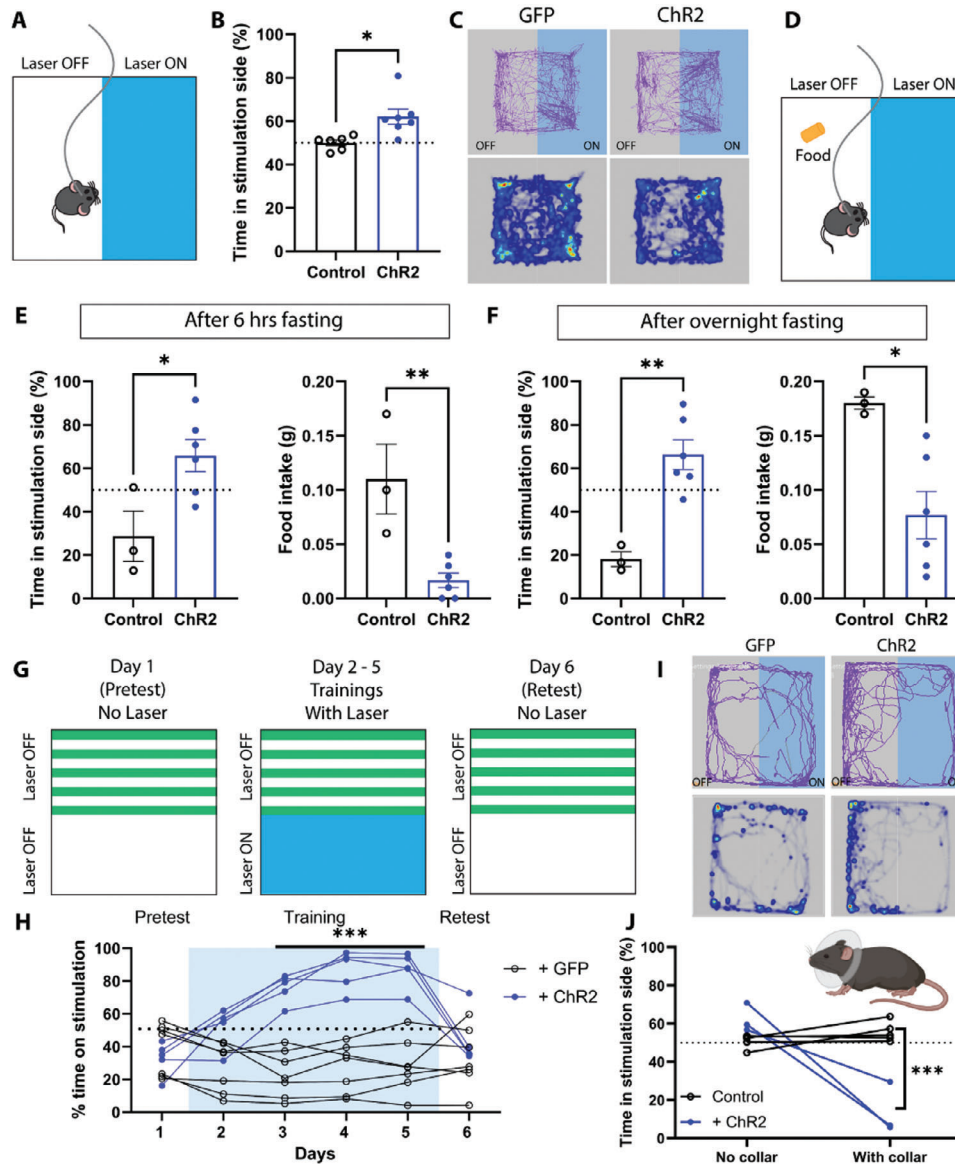 A
Laser OFF
Laser ON
B
Time in stimulation side (%)
100
80
60
40
20
0
*
Control
ChR2
C
GFP
ChR2
OFF
ON
OFF
ON
D
Laser OFF
Laser ON
Food
E
After 6 hrs fasting
Time in stimulation side (%)
100
80
60
40
20
0
*
Control
ChR2
Food intake (g)
0.20
0.15
0.10
0.05
0.00
**
Control
ChR2
F
After overnight fasting
Time in stimulation side (%)
100
80
60
40
20
0
**
Control
ChR2
Food intake (g)
0.20
0.15
0.10
0.05
0.00
*
Control
ChR2
G
Day 1
(Pretest)
No Laser
Laser OFF
Laser OFF
Day 2 - 5
Trainings
With Laser
Laser OFF
Laser ON
Day 6
(Retest)
No Laser
Laser OFF
Laser OFF
H
Pretest
Training
Retest
***
% time on stimulation
100
80
60
40
20
0
1
2
3
4
5
6
Days
+ GFP
+ ChR2
I
GFP
ChR2
OFF
ON
OFF
J
Time in stimulation side (%)
100
80
60
40
20
0
***
Control
+ ChR2
No collar
With collar